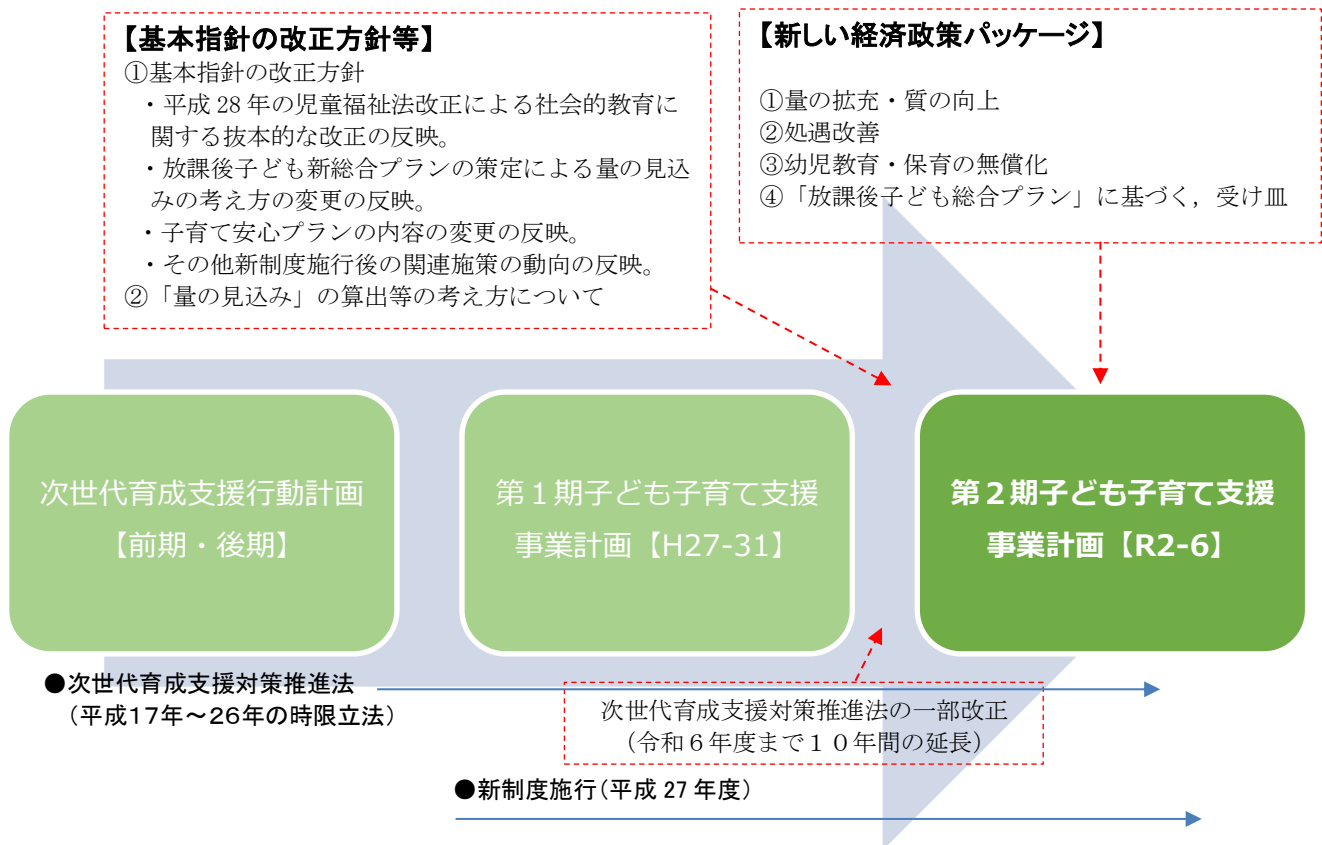 【基本指針の改正方針等】
①基本指針の改正方針
・平成 28 年の児童福祉法改正による社会的教育に
関する抜本的な改正の反映。
・放課後子ども新総合プランの策定による量の見込
みの考え方の変更の反映。
・子育て安心プランの内容の変更の反映。
・その他新制度施行後の関連施策の動向の反映。
②「量の見込み」の算出等の考え方について
【新しい経済政策パッケージ】
①量の拡充・質の向上
②処遇改善
③幼児教育・保育の無償化
④「放課後子ども総合プラン」に基づく，受け皿
次世代育成支援行動計画
【前期・後期】
第１期子ども子育て支援
事業計画【H27-31】
第２期子ども子育て支援
事業計画【R2-6】
●次世代育成支援対策推進法
（平成１７年～２６年の時限立法）
次世代育成支援対策推進法の一部改正
（令和６年度まで１０年間の延長）
●新制度施行（平成 27 年度）